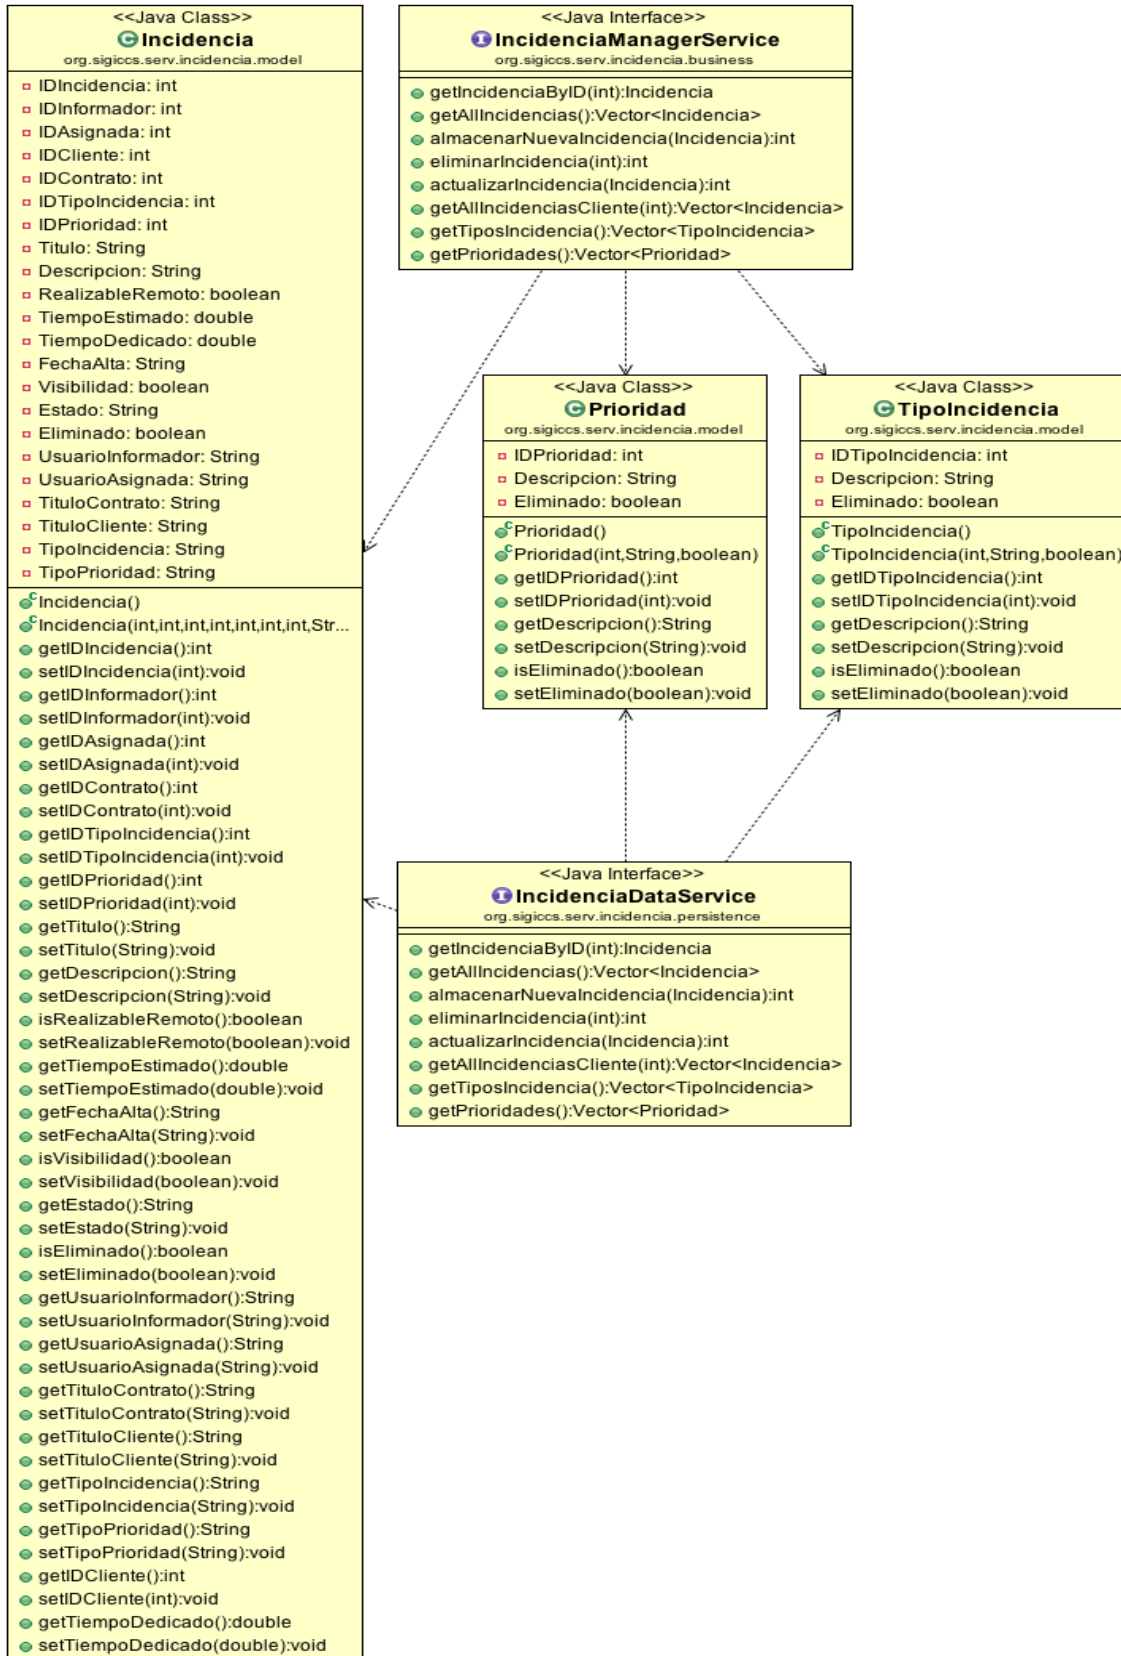 <<Java Class>>
Incidencia
org.sigiccs.serv.incidencia.model
IDIncidencia: int
IDInformador: int
IDAsignada: int
IDCliente: int
IDContrato: int
IDTipoIncidencia: int
IDPrioridad: int
Titulo: String
Descripcion: String
RealizableRemoto: boolean
TiempoEstimado: double
TiempoDedicado: double
FechaAlta: String
Visibilidad: boolean
Estado: String
Eliminado: boolean
UsuarioInformador: String
UsuarioAsignada: String
TituloContrato: String
TituloCliente: String
TipoIncidencia: String
TipoPrioridad: String
Incidencia()
Incidencia(int,int,int,int,int,int,int,Str...
getIDIncidencia():int
setIDIncidencia(int):void
getIDInformador():int
setIDInformador(int):void
getIDAsignada():int
setIDAsignada(int):void
getIDContrato():int
setIDContrato(int):void
getIDTipoIncidencia():int
setIDTipoIncidencia(int):void
getIDPrioridad():int
setIDPrioridad(int):void
getTitulo():String
setTitulo(String):void
getDescripcion():String
setDescripcion(String):void
isRealizableRemoto():boolean
setRealizableRemoto(boolean):void
getTiempoEstimado():double
setTiempoEstimado(double):void
getFechaAlta():String
setFechaAlta(String):void
isVisibilidad():boolean
setVisibilidad(boolean):void
getEstado():String
setEstado(String):void
isEliminado():boolean
setEliminado(boolean):void
getUsuarioInformador():String
setUsuarioInformador(String):void
getUsuarioAsignada():String
setUsuarioAsignada(String):void
getTituloContrato():String
setTituloContrato(String):void
getTituloCliente():String
setTituloCliente(String):void
getTipoIncidencia():String
setTipoIncidencia(String):void
getTipoPrioridad():String
setTipoPrioridad(String):void
getIDCliente():int
setIDCliente(int):void
getTiempoDedicado():double
setTiempoDedicado(double):void
<<Java Interface>>
IncidenciaManagerService
org.sigiccs.serv.incidencia.business
getIncidenciaByID(int):Incidencia
getAllIncidencias():Vector<Incidencia>
almacenarNuevaIncidencia(Incidencia):int
eliminarIncidencia(int):int
actualizarIncidencia(Incidencia):int
getAllIncidenciasCliente(int):Vector<Incidencia>
getTiposIncidencia():Vector<TipoIncidencia>
getPrioridades():Vector<Prioridad>
<<Java Class>>
Prioridad
org.sigiccs.serv.incidencia.model
IDPrioridad: int
Descripcion: String
Eliminado: boolean
Prioridad()
Prioridad(int,String,boolean)
getIDPrioridad():int
setIDPrioridad(int):void
getDescripcion():String
setDescripcion(String):void
isEliminado():boolean
setEliminado(boolean):void
<<Java Class>>
TipoIncidencia
org.sigiccs.serv.incidencia.model
IDTipoIncidencia: int
Descripcion: String
Eliminado: boolean
TipoIncidencia()
TipoIncidencia(int,String,boolean)
getIDTipoIncidencia():int
setIDTipoIncidencia(int):void
getDescripcion():String
setDescripcion(String):void
isEliminado():boolean
setEliminado(boolean):void
<<Java Interface>>
IncidenciaDataService
org.sigiccs.serv.incidencia.persistence
getIncidenciaByID(int):Incidencia
getAllIncidencias():Vector<Incidencia>
almacenarNuevaIncidencia(Incidencia):int
eliminarIncidencia(int):int
actualizarIncidencia(Incidencia):int
getAllIncidenciasCliente(int):Vector<Incidencia>
getTiposIncidencia():Vector<TipoIncidencia>
getPrioridades():Vector<Prioridad>